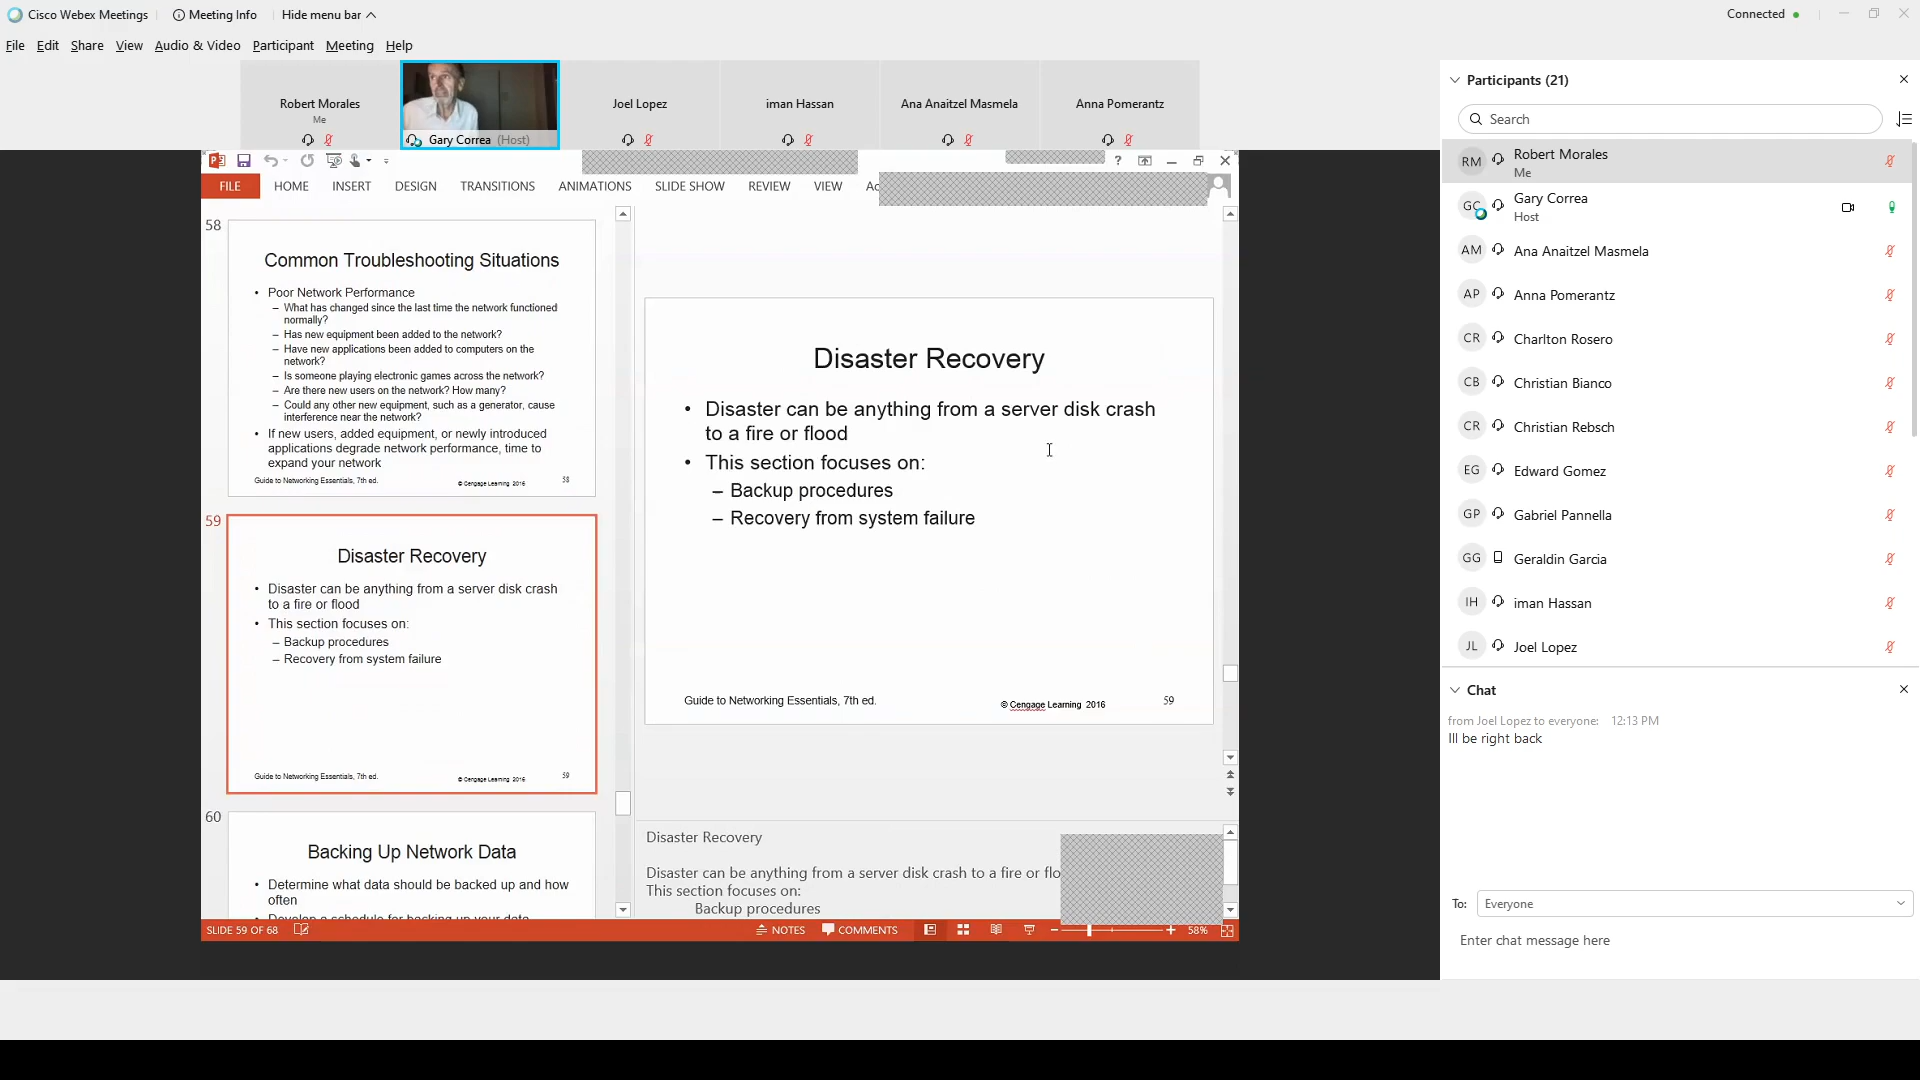 Cisco Webex Meetings
Meeting Info
Hide menu bar
Connected
File Edit Share View Audio & Video Participant Meeting Help
Robert Morales
Me
Gary Correa (Host)
Joel Lopez
iman Hassan
Ana Anaitzel Masmela
Anna Pomerantz
FILE HOME INSERT DESIGN TRANSITIONS ANIMATIONS SLIDE SHOW REVIEW VIEW
58
Common Troubleshooting Situations
• Poor Network Performance
– What has changed since the last time the network functioned
normally?
– Has new equipment been added to the network?
– Have new applications been added to computers on the
network?
– Is someone playing electronic games across the network?
– Are there new users on the network? How many?
– Could any other new equipment, such as a generator, cause
interference near the network?
• If new users, added equipment, or newly introduced
applications degrade network performance, time to
expand your network
Guide to Networking Essentials, 7th ed.
© Cengage Learning 2016
58
59
Disaster Recovery
• Disaster can be anything from a server disk crash
to a fire or flood
• This section focuses on:
– Backup procedures
– Recovery from system failure
Guide to Networking Essentials, 7th ed.
© Cengage Learning 2016
59
60
Backing Up Network Data
• Determine what data should be backed up and how
often
• Develop a schedule for backing up your data
Disaster Recovery
• Disaster can be anything from a server disk crash
to a fire or flood
• This section focuses on:
– Backup procedures
– Recovery from system failure
Guide to Networking Essentials, 7th ed.
© Cengage Learning 2016
59
Disaster Recovery
Disaster can be anything from a server disk crash to a fire or flo
This section focuses on:
Backup procedures
SLIDE 59 OF 68
NOTES
COMMENTS
58%
Participants (21)
Search
RM Robert Morales
Me
GC Gary Correa
Host
AM Ana Anaitzel Masmela
AP Anna Pomerantz
CR Charlton Rosero
CB Christian Bianco
CR Christian Rebsch
EG Edward Gomez
GP Gabriel Pannella
GG Geraldin Garcia
IH iman Hassan
JL Joel Lopez
Chat
from Joel Lopez to everyone: 12:13 PM
Ill be right back
To: Everyone
Enter chat message here